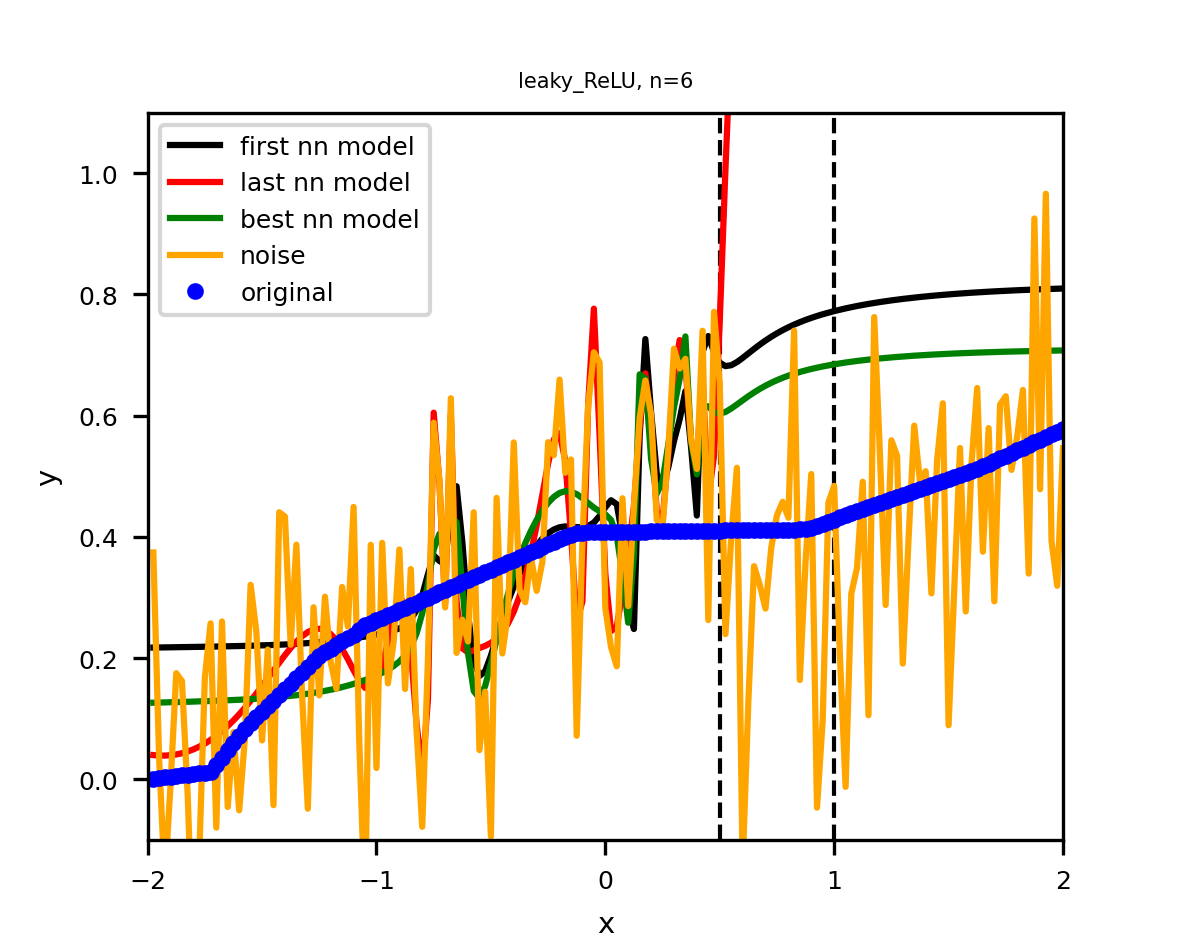 leaky_ReLU, n=6
first nn model
last nn model
best nn model
noise
original
1.0
0.8
0.6
0.4
0.2
0.0
y
−2 −1 0 1 2
x